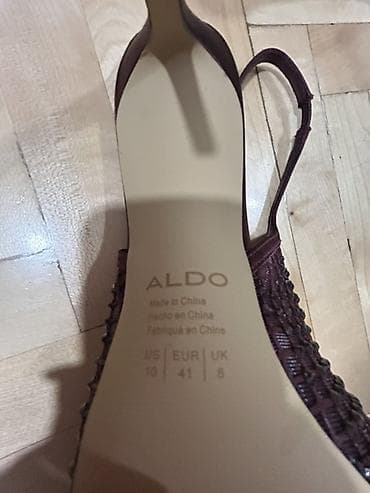 ALDO
Made in China
Hecho en China
Fabriqué en Chine
US | EUR | UK
10 | 41 | 8